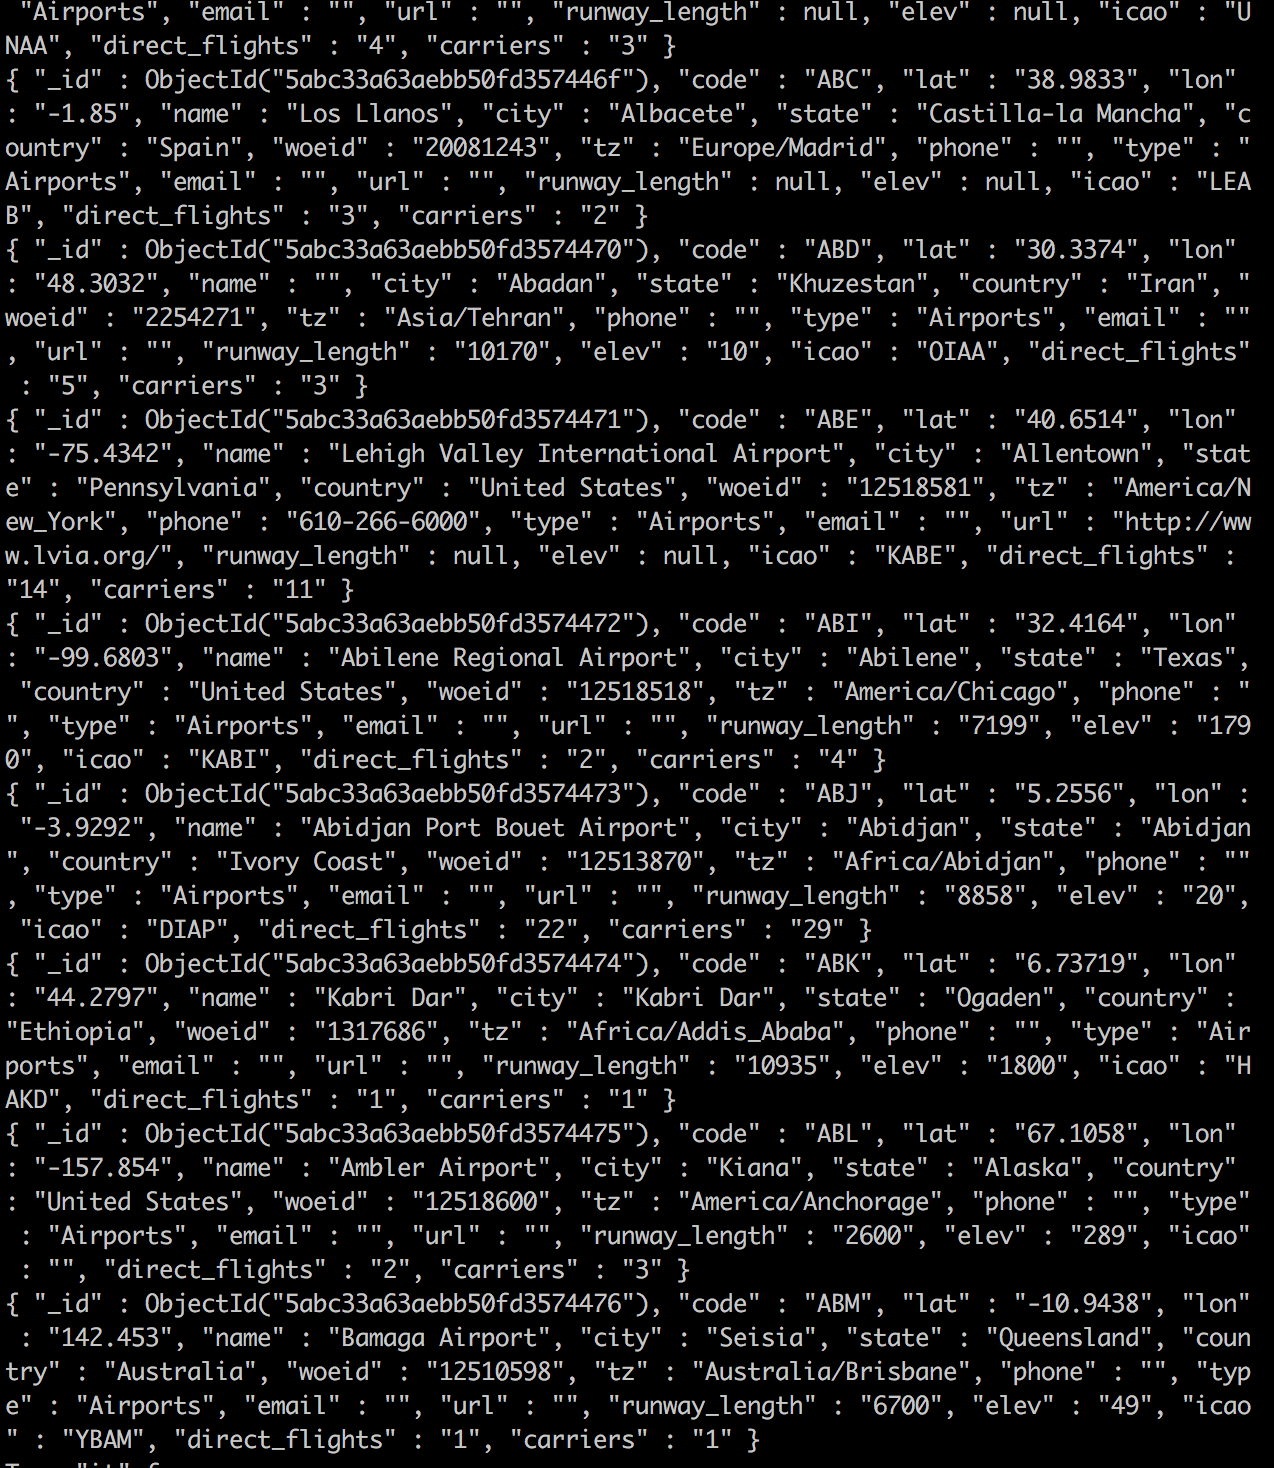 "Airports", "email" : "", "url" : "", "runway_length" : null, "elev" : null, "icao" : "U
NAA", "direct_flights" : "4", "carriers" : "3" }
{ "_id" : ObjectId("5abc33a63aebb50fd357446f"), "code" : "ABC", "lat" : "38.9833", "lon"
: "-1.85", "name" : "Los Llanos", "city" : "Albacete", "state" : "Castilla-la Mancha", "c
ountry" : "Spain", "woeid" : "20081243", "tz" : "Europe/Madrid", "phone" : "", "type" : "
Airports", "email" : "", "url" : "", "runway_length" : null, "elev" : null, "icao" : "LEA
B", "direct_flights" : "3", "carriers" : "2" }
{ "_id" : ObjectId("5abc33a63aebb50fd3574470"), "code" : "ABD", "lat" : "30.3374", "lon"
: "48.3032", "name" : "", "city" : "Abadan", "state" : "Khuzestan", "country" : "Iran", "
woeid" : "2254271", "tz" : "Asia/Tehran", "phone" : "", "type" : "Airports", "email" : ""
, "url" : "", "runway_length" : "10170", "elev" : "10", "icao" : "OIAA", "direct_flights"
: "5", "carriers" : "3" }
{ "_id" : ObjectId("5abc33a63aebb50fd3574471"), "code" : "ABE", "lat" : "40.6514", "lon"
: "-75.4342", "name" : "Lehigh Valley International Airport", "city" : "Allentown", "stat
e" : "Pennsylvania", "country" : "United States", "woeid" : "12518581", "tz" : "America/N
ew_York", "phone" : "610-266-6000", "type" : "Airports", "email" : "", "url" : "http://ww
w.lvia.org/", "runway_length" : null, "elev" : null, "icao" : "KABE", "direct_flights" :
"14", "carriers" : "11" }
{ "_id" : ObjectId("5abc33a63aebb50fd3574472"), "code" : "ABI", "lat" : "32.4164", "lon"
: "-99.6803", "name" : "Abilene Regional Airport", "city" : "Abilene", "state" : "Texas",
"country" : "United States", "woeid" : "12518518", "tz" : "America/Chicago", "phone" : "
", "type" : "Airports", "email" : "", "url" : "", "runway_length" : "7199", "elev" : "179
0", "icao" : "KABI", "direct_flights" : "2", "carriers" : "4" }
{ "_id" : ObjectId("5abc33a63aebb50fd3574473"), "code" : "ABJ", "lat" : "5.2556", "lon" :
"-3.9292", "name" : "Abidjan Port Bouet Airport", "city" : "Abidjan", "state" : "Abidjan
", "country" : "Ivory Coast", "woeid" : "12513870", "tz" : "Africa/Abidjan", "phone" : ""
, "type" : "Airports", "email" : "", "url" : "", "runway_length" : "8858", "elev" : "20",
"icao" : "DIAP", "direct_flights" : "22", "carriers" : "29" }
{ "_id" : ObjectId("5abc33a63aebb50fd3574474"), "code" : "ABK", "lat" : "6.73719", "lon"
: "44.2797", "name" : "Kabri Dar", "city" : "Kabri Dar", "state" : "Ogaden", "country" :
"Ethiopia", "woeid" : "1317686", "tz" : "Africa/Addis_Ababa", "phone" : "", "type" : "Air
ports", "email" : "", "url" : "", "runway_length" : "10935", "elev" : "1800", "icao" : "H
AKD", "direct_flights" : "1", "carriers" : "1" }
{ "_id" : ObjectId("5abc33a63aebb50fd3574475"), "code" : "ABL", "lat" : "67.1058", "lon"
: "-157.854", "name" : "Ambler Airport", "city" : "Kiana", "state" : "Alaska", "country"
: "United States", "woeid" : "12518600", "tz" : "America/Anchorage", "phone" : "", "type"
: "Airports", "email" : "", "url" : "", "runway_length" : "2600", "elev" : "289", "icao"
: "", "direct_flights" : "2", "carriers" : "3" }
{ "_id" : ObjectId("5abc33a63aebb50fd3574476"), "code" : "ABM", "lat" : "-10.9438", "lon"
: "142.453", "name" : "Bamaga Airport", "city" : "Seisia", "state" : "Queensland", "coun
try" : "Australia", "woeid" : "12510598", "tz" : "Australia/Brisbane", "phone" : "", "typ
e" : "Airports", "email" : "", "url" : "", "runway_length" : "6700", "elev" : "49", "icao
" : "YBAM", "direct_flights" : "1", "carriers" : "1" }